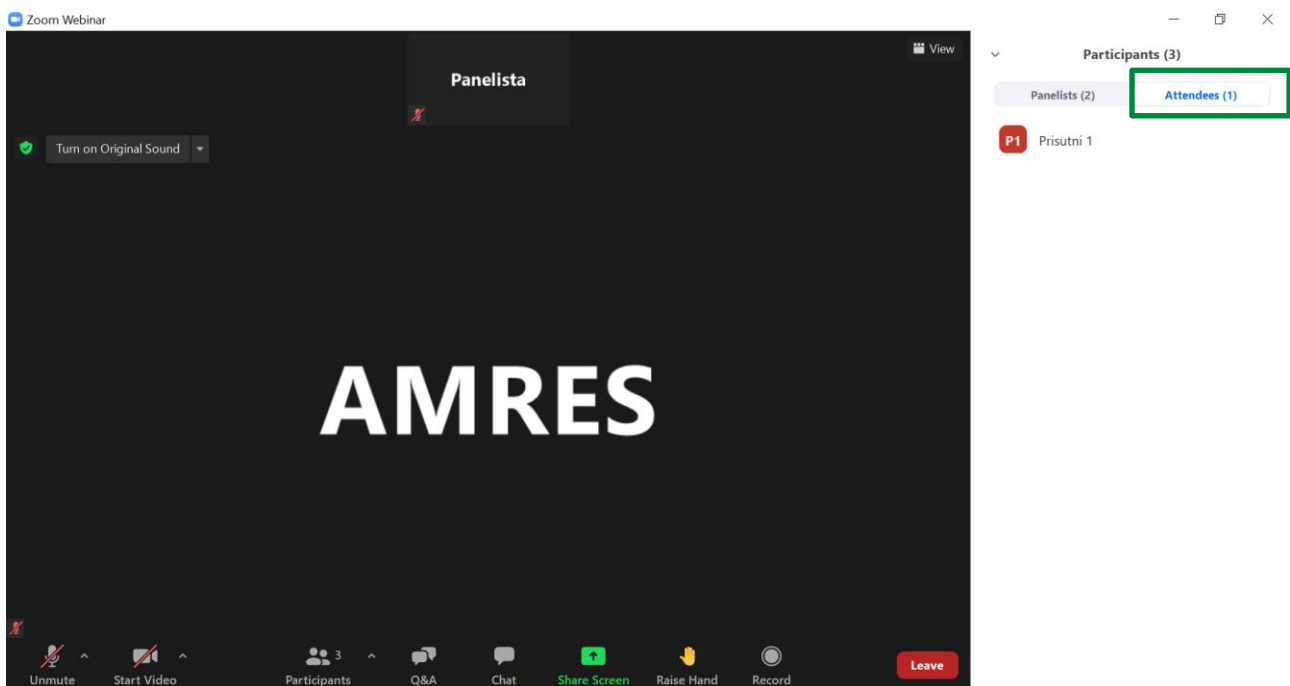 Zoom Webinar
Panelista
View
Turn on Original Sound
AMRES
Unmute
Start Video
3
Participants
Q&A
Chat
Share Screen
Raise Hand
Record
Leave
Participants (3)
Panelists (2)
Attendees (1)
P1 Prisutni 1